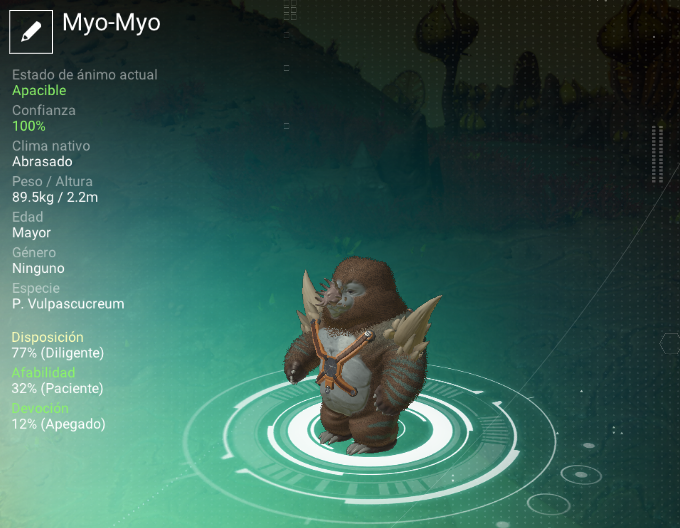 Myo-Myo
Estado de ánimo actual
Apacible
Confianza
100%
Clima nativo
Abrasado
Peso / Altura
89.5kg / 2.2m
Edad
Mayor
Género
Ninguno
Especie
P. Vulpascucreum
Disposición
77% (Diligente)
Afabilidad
32% (Paciente)
Devoción
12% (Apegado)